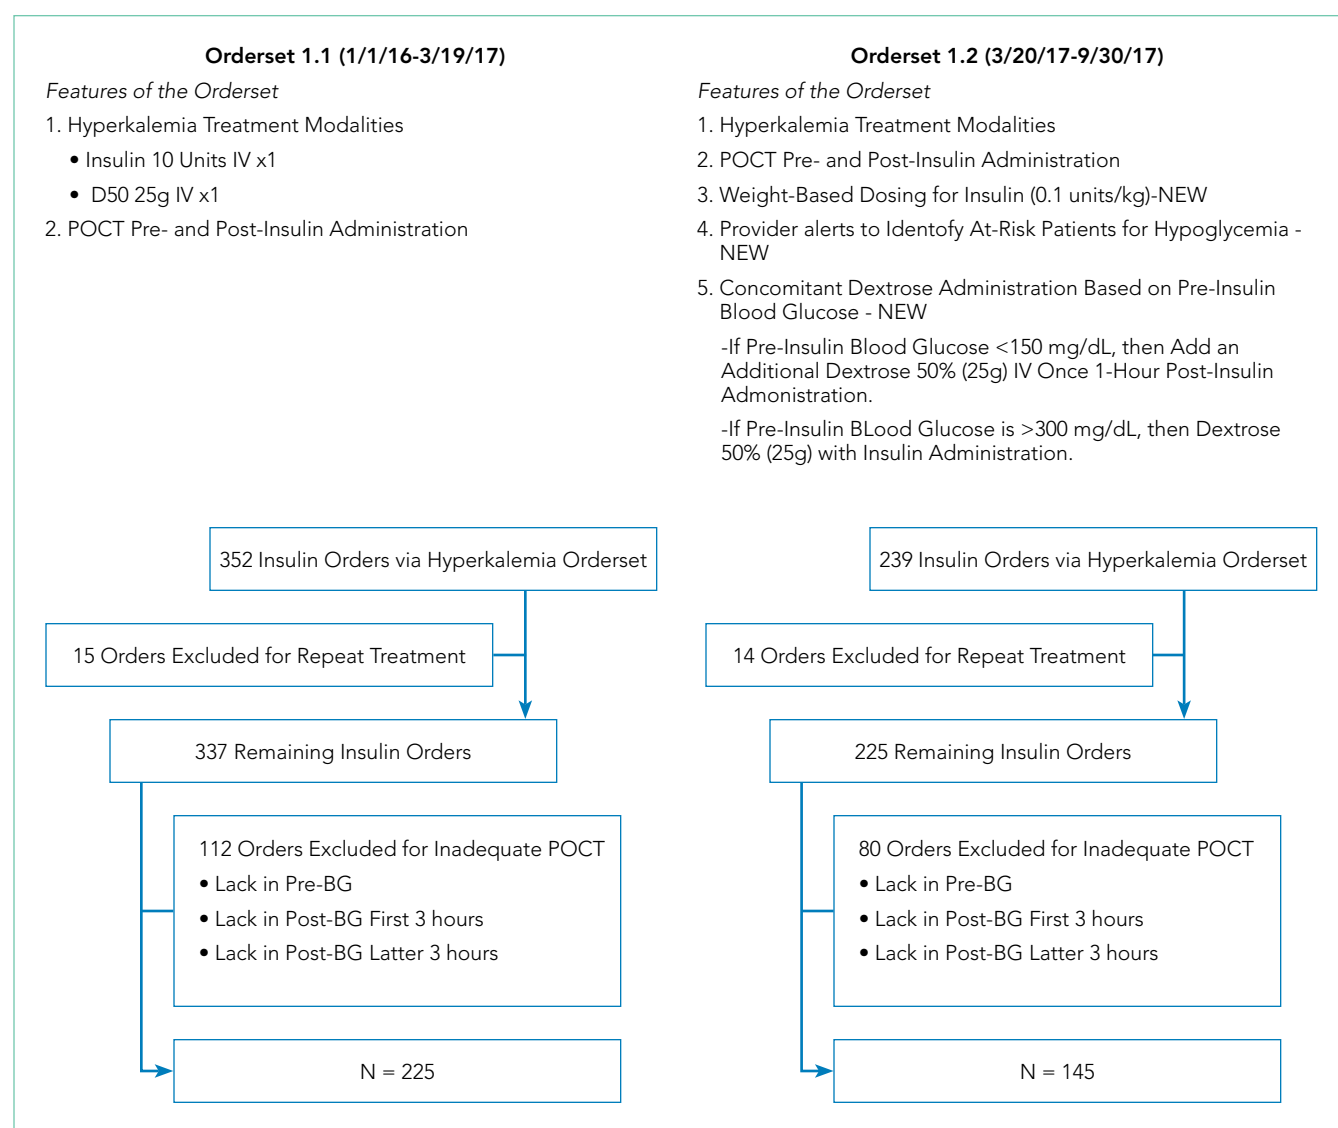 Orderset 1.1 (1/1/16-3/19/17)
Features of the Orderset
1. Hyperkalemia Treatment Modalities
• Insulin 10 Units IV x1
• D50 25g IV x1
2. POCT Pre- and Post-Insulin Administration
Orderset 1.2 (3/20/17-9/30/17)
Features of the Orderset
1. Hyperkalemia Treatment Modalities
2. POCT Pre- and Post-Insulin Administration
3. Weight-Based Dosing for Insulin (0.1 units/kg)-NEW
4. Provider alerts to Identofy At-Risk Patients for Hypoglycemia -
NEW
5. Concomitant Dextrose Administration Based on Pre-Insulin
Blood Glucose - NEW
-If Pre-Insulin Blood Glucose <150 mg/dL, then Add an
Additional Dextrose 50% (25g) IV Once 1-Hour Post-Insulin
Admonistration.
-If Pre-Insulin BLood Glucose is >300 mg/dL, then Dextrose
50% (25g) with Insulin Administration.
352 Insulin Orders via Hyperkalemia Orderset
15 Orders Excluded for Repeat Treatment
337 Remaining Insulin Orders
112 Orders Excluded for Inadequate POCT
• Lack in Pre-BG
• Lack in Post-BG First 3 hours
• Lack in Post-BG Latter 3 hours
N = 225
239 Insulin Orders via Hyperkalemia Orderset
14 Orders Excluded for Repeat Treatment
225 Remaining Insulin Orders
80 Orders Excluded for Inadequate POCT
• Lack in Pre-BG
• Lack in Post-BG First 3 hours
• Lack in Post-BG Latter 3 hours
N = 145